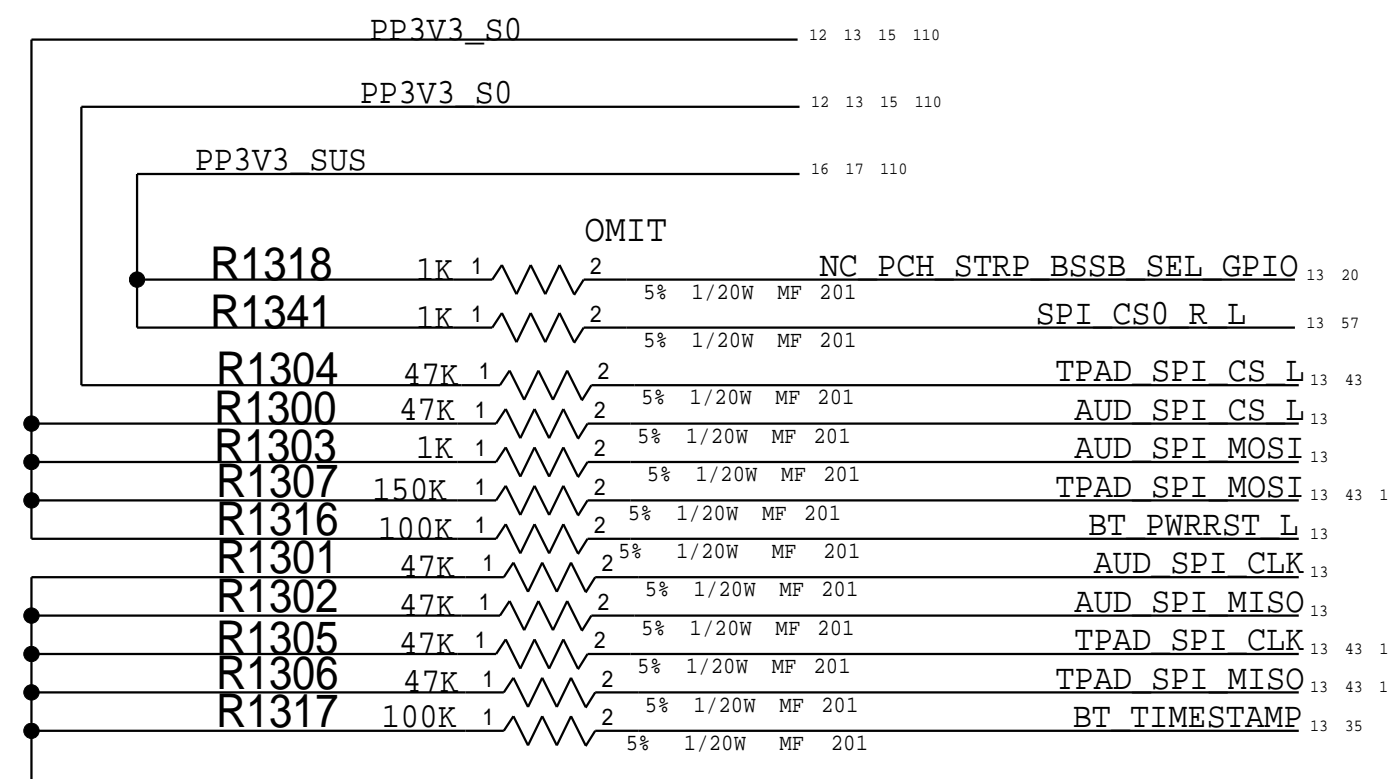 PP3V3_S0 12 13 15 110
PP3V3_S0 12 13 15 110
PP3V3_SUS 16 17 110
OMIT
R1318 1K 1 2 NC_PCH_STRP_BSSB_SEL_GPIO 13 20
5% 1/20W MF 201
R1341 1K 1 2 SPI_CS0_R_L 13 57
5% 1/20W MF 201
R1304 47K 1 2 TPAD_SPI_CS_L 13 43
5% 1/20W MF 201
R1300 47K 1 2 AUD_SPI_CS_L 13
5% 1/20W MF 201
R1303 1K 1 2 AUD_SPI_MOSI 13
5% 1/20W MF 201
R1307 150K 1 2 TPAD_SPI_MOSI 13 43 1
5% 1/20W MF 201
R1316 100K 1 2 BT_PWRRST_L 13
5% 1/20W MF 201
R1301 47K 1 2 AUD_SPI_CLK 13
5% 1/20W MF 201
R1302 47K 1 2 AUD_SPI_MISO 13
5% 1/20W MF 201
R1305 47K 1 2 TPAD_SPI_CLK 13 43 1
5% 1/20W MF 201
R1306 47K 1 2 TPAD_SPI_MISO 13 43 1
5% 1/20W MF 201
R1317 100K 1 2 BT_TIMESTAMP 13 35
5% 1/20W MF 201